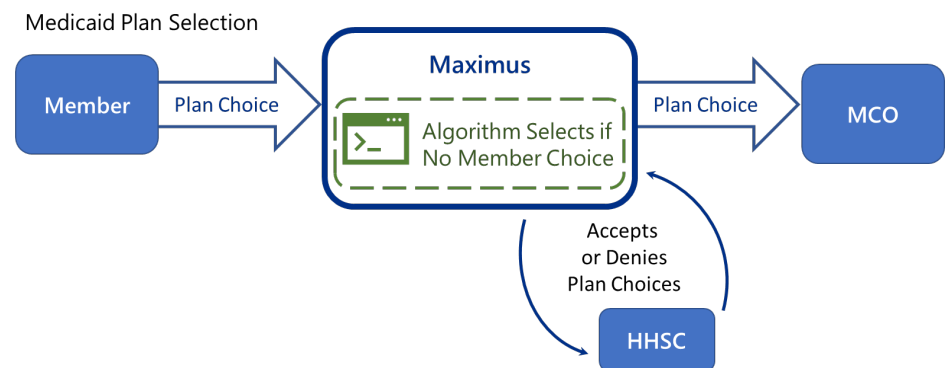 Medicaid Plan Selection
Member
Plan Choice
Maximus
Algorithm Selects if
No Member Choice
Plan Choice
MCO
Accepts
or Denies
Plan Choices
HHSC